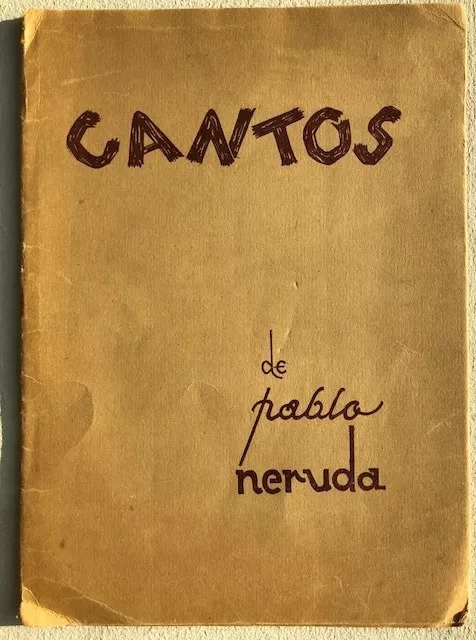 CANTOS
de
pablo
neruda